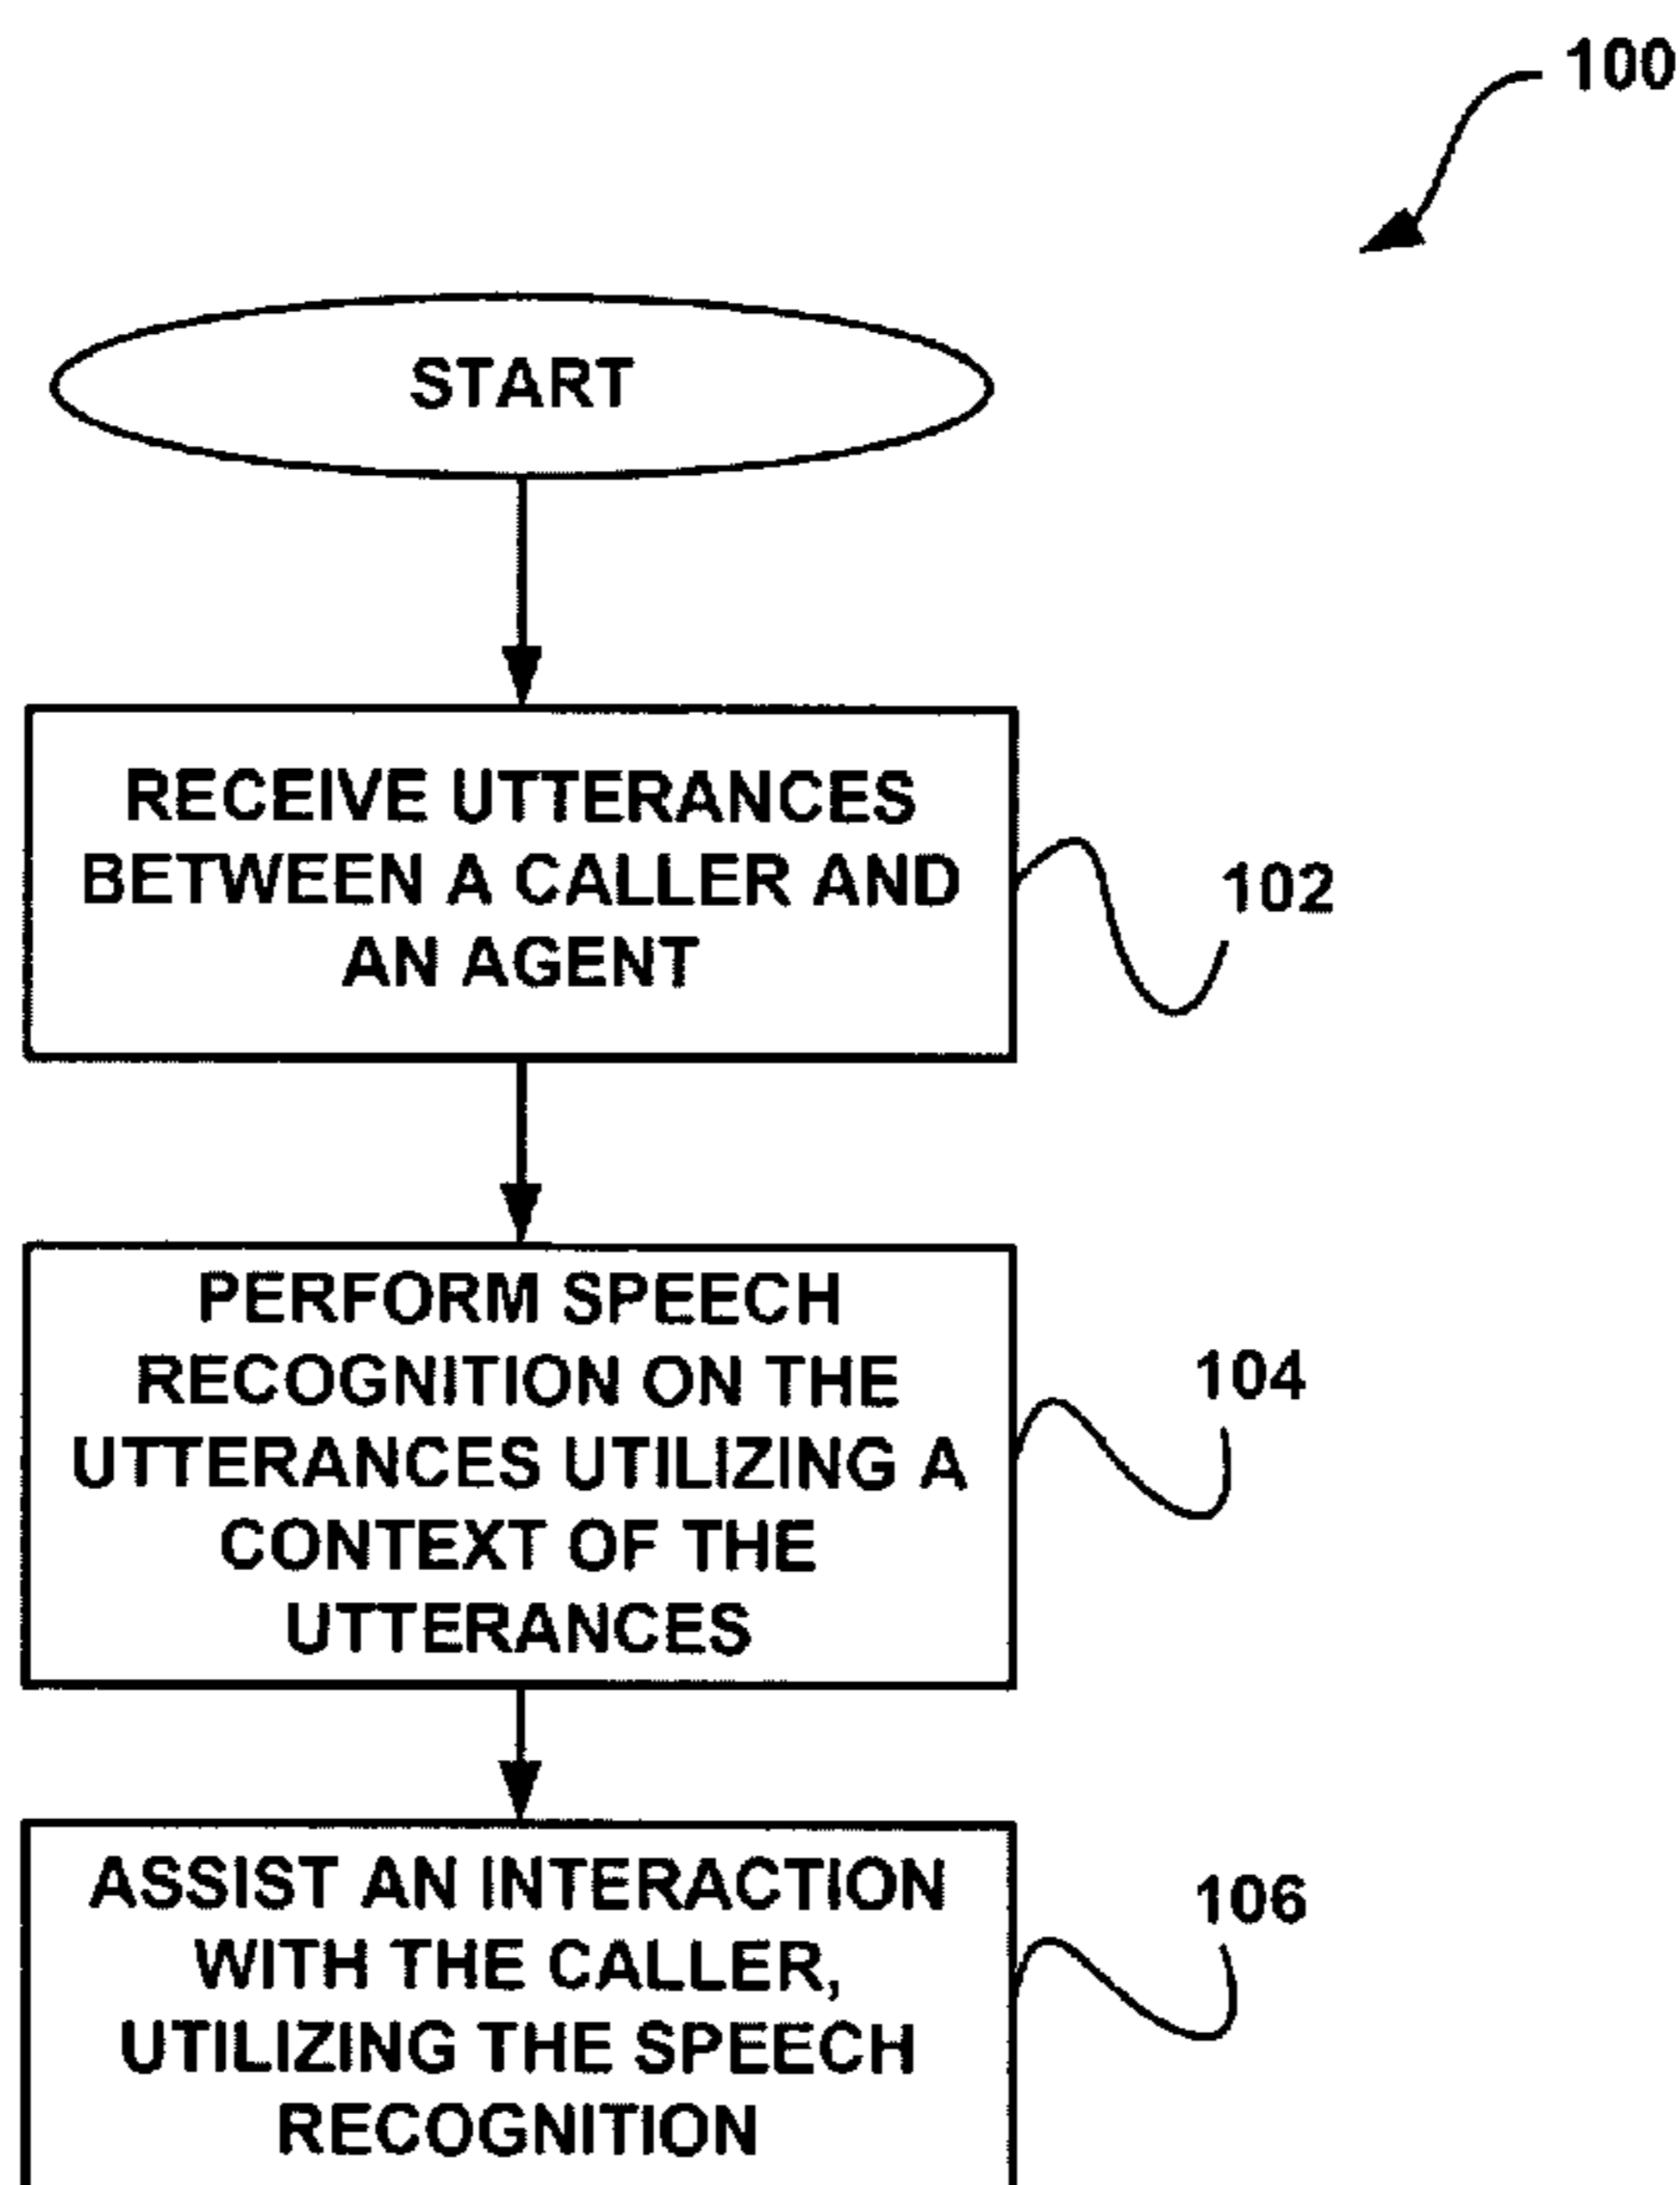 100
START
RECEIVE UTTERANCES
BETWEEN A CALLER AND
AN AGENT
102
PERFORM SPEECH
RECOGNITION ON THE
UTTERANCES UTILIZING A
CONTEXT OF THE
UTTERANCES
104
ASSIST AN INTERACTION
WITH THE CALLER,
UTILIZING THE SPEECH
RECOGNITION
106